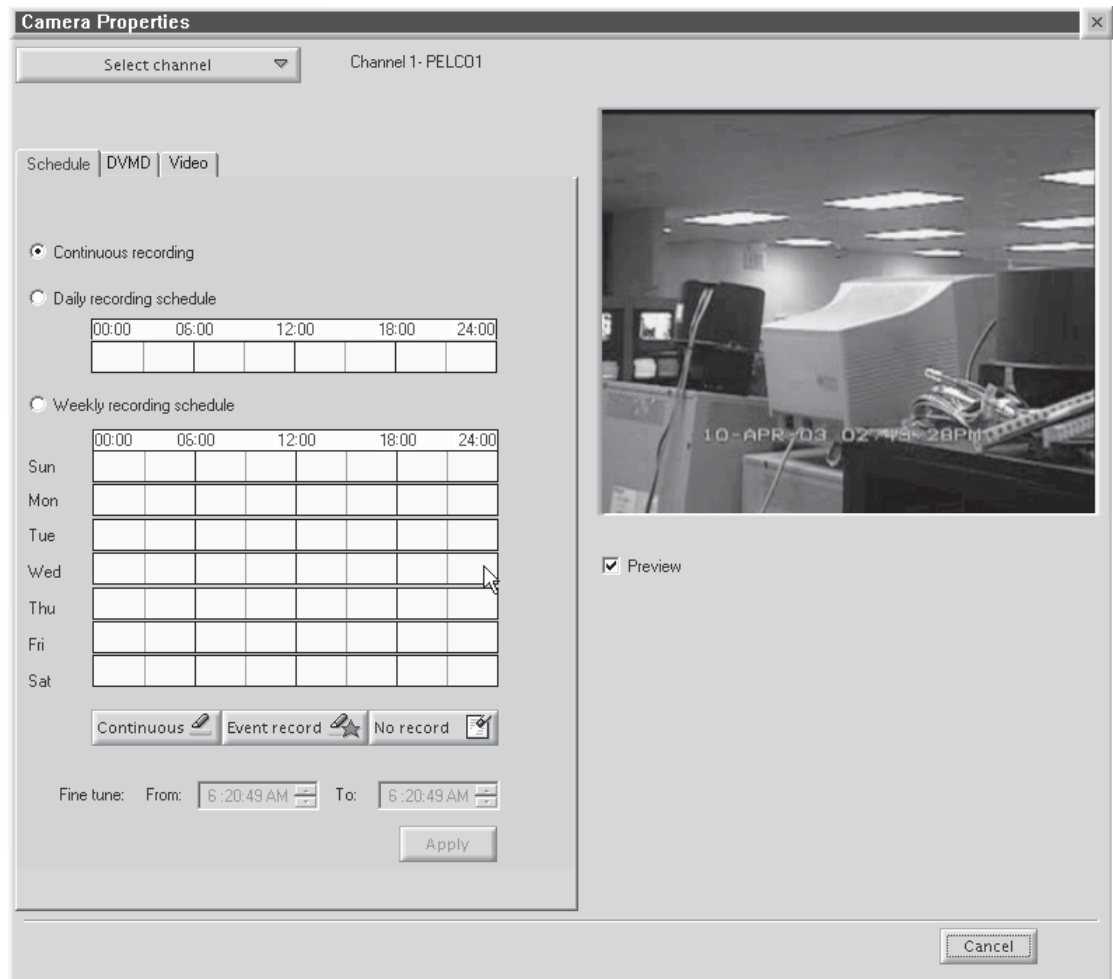 Camera Properties
Select channel
Channel 1- PELCO1
Schedule DVMD Video
Continuous recording
Daily recording schedule
00:00 06:00 12:00 18:00 24:00
Weekly recording schedule
00:00 06:00 12:00 18:00 24:00
Sun
Mon
Tue
Wed
Thu
Fri
Sat
Continuous Event record No record
Fine tune: From: 6:20:49 AM To: 6:20:49 AM
Apply
10-APR-03 02:49:28PM
Preview
Cancel